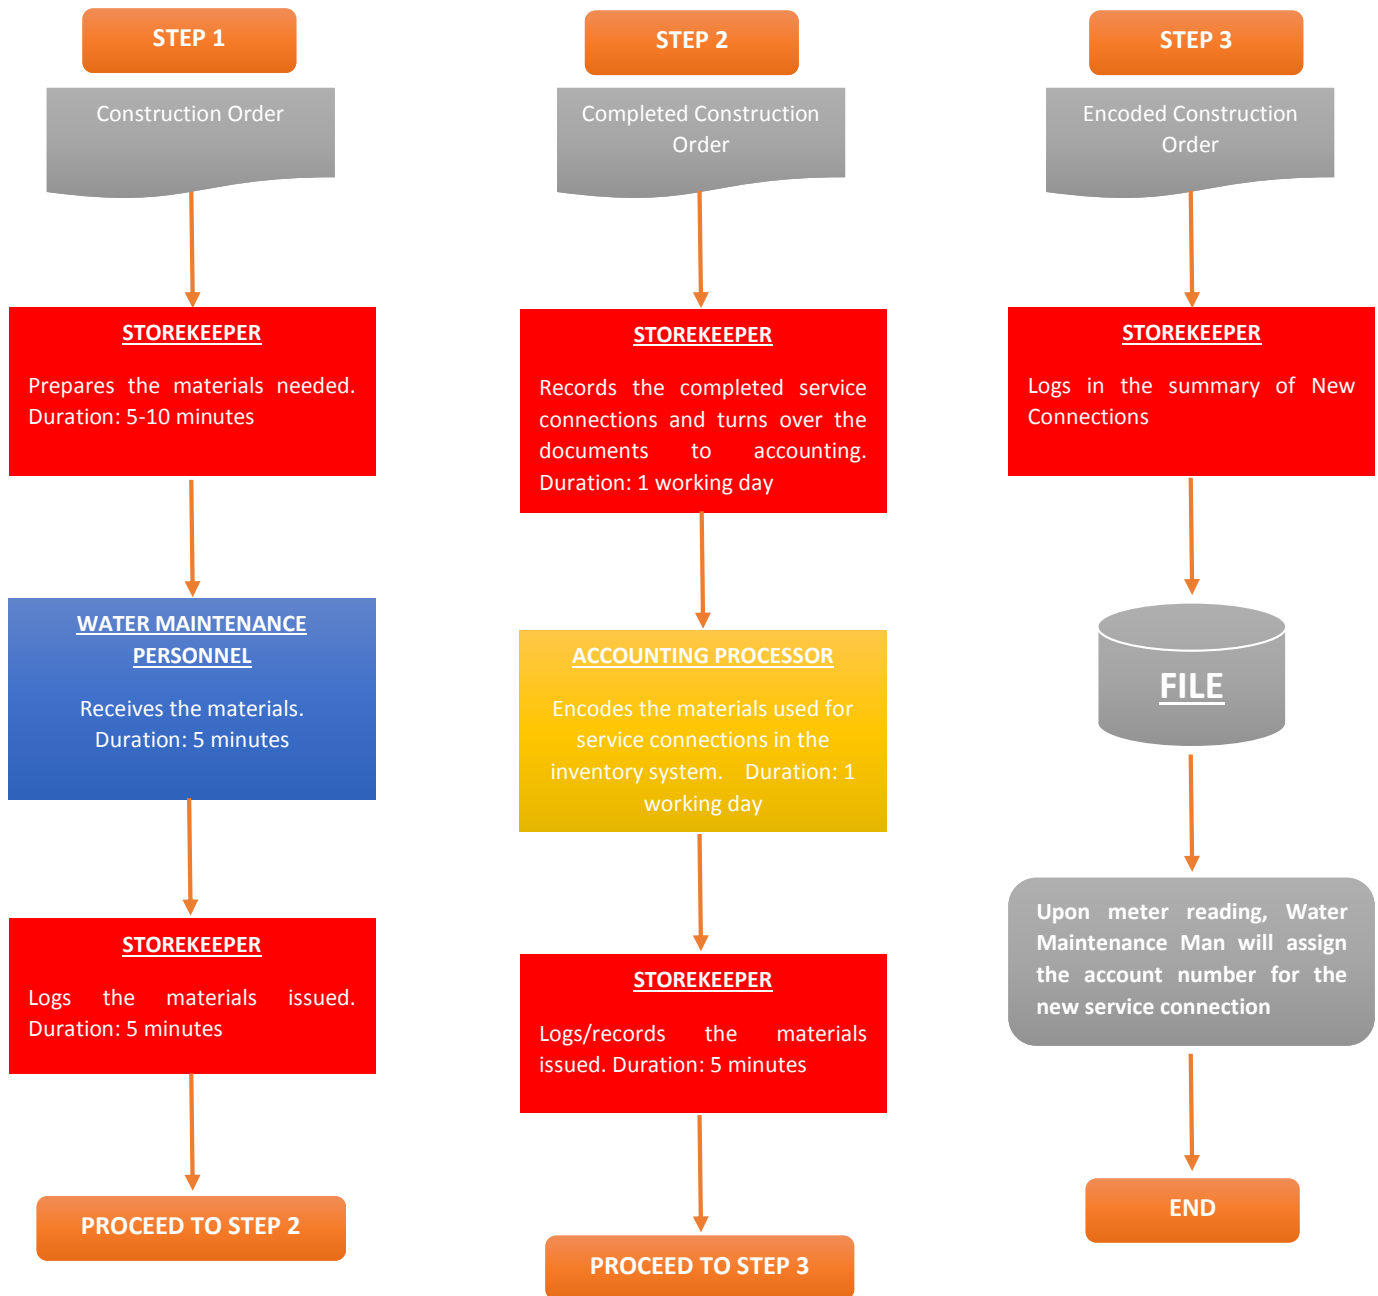 STEP 1
Construction Order
STOREKEEPER
Prepares the materials needed.
Duration: 5-10 minutes
WATER MAINTENANCE
PERSONNEL
Receives the materials.
Duration: 5 minutes
STOREKEEPER
Logs the materials issued.
Duration: 5 minutes
PROCEED TO STEP 2
STEP 2
Completed Construction
Order
STOREKEEPER
Records the completed service
connections and turns over the
documents to accounting.
Duration: 1 working day
ACCOUNTING PROCESSOR
Encodes the materials used for
service connections in the
inventory system. Duration: 1
working day
STOREKEEPER
Logs/records the materials
issued. Duration: 5 minutes
PROCEED TO STEP 3
STEP 3
Encoded Construction
Order
STOREKEEPER
Logs in the summary of New
Connections
FILE
Upon meter reading, Water
Maintenance Man will assign
the account number for the
new service connection
END